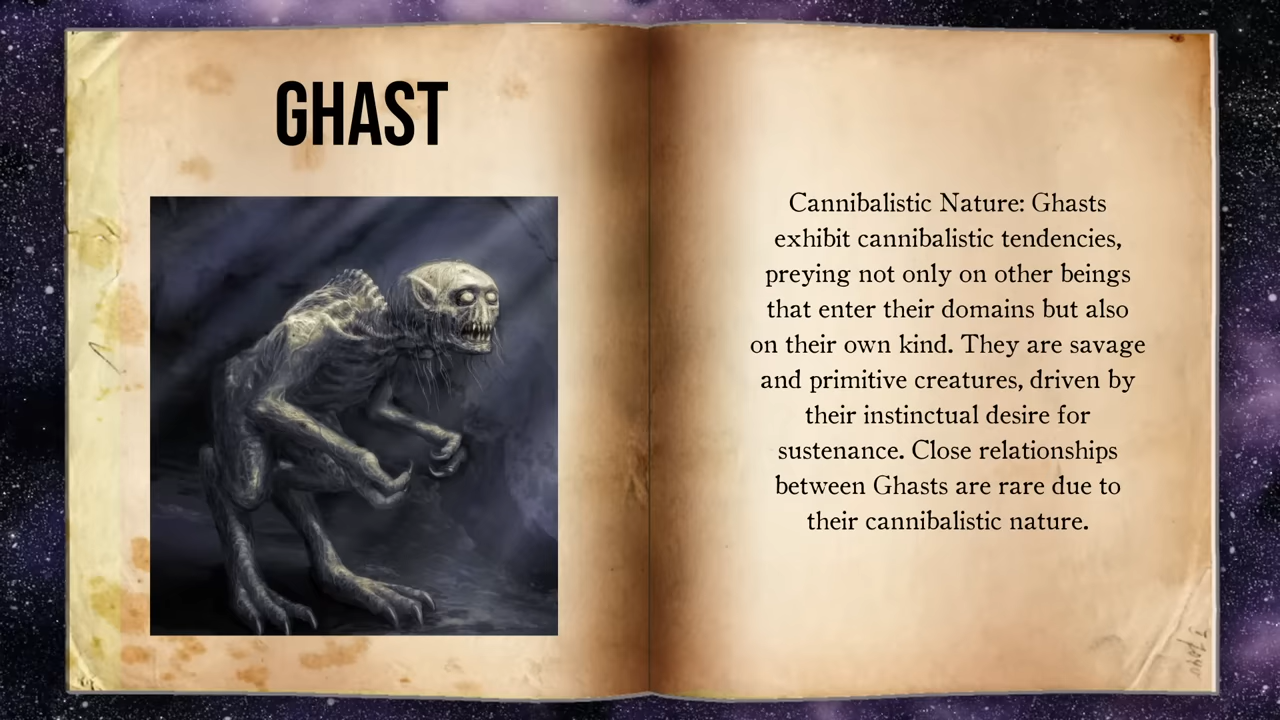 GHAST
Cannibalistic Nature: Ghasts
exhibit cannibalistic tendencies,
preying not only on other beings
that enter their domains but also
on their own kind. They are savage
and primitive creatures, driven by
their instinctual desire for
sustenance. Close relationships
between Ghasts are rare due to
their cannibalistic nature.